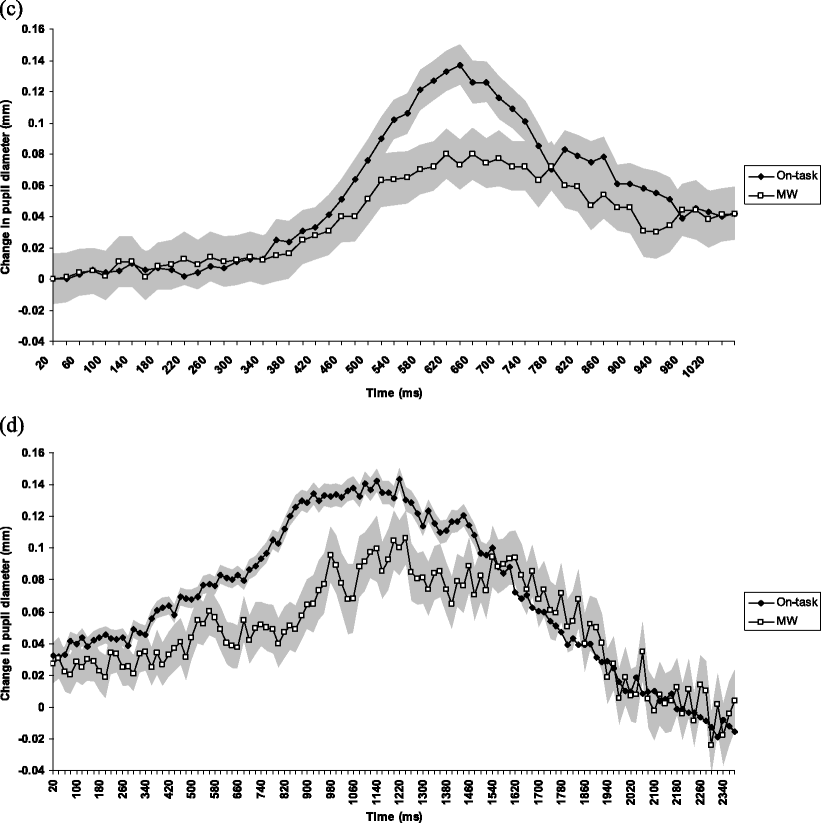 (c)
Change in pupil diameter (mm)
0.16
0.14
0.12
0.1
0.08
0.06
0.04
0.02
0
-0.02
-0.04
20 60 100 140 180 220 260 300 340 380 420 460 500 540 580 620 660 700 740 780 820 860 900 940 980 1020
Time (ms)
On-task
MW
(d)
Change in pupil diameter (mm)
0.16
0.14
0.12
0.1
0.08
0.06
0.04
0.02
0
-0.02
-0.04
20 100 180 260 340 420 500 580 660 740 820 900 980 1060 1140 1220 1300 1380 1460 1540 1620 1700 1780 1860 1940 2020 2100 2180 2260 2340
Time (ms)
On-task
MW